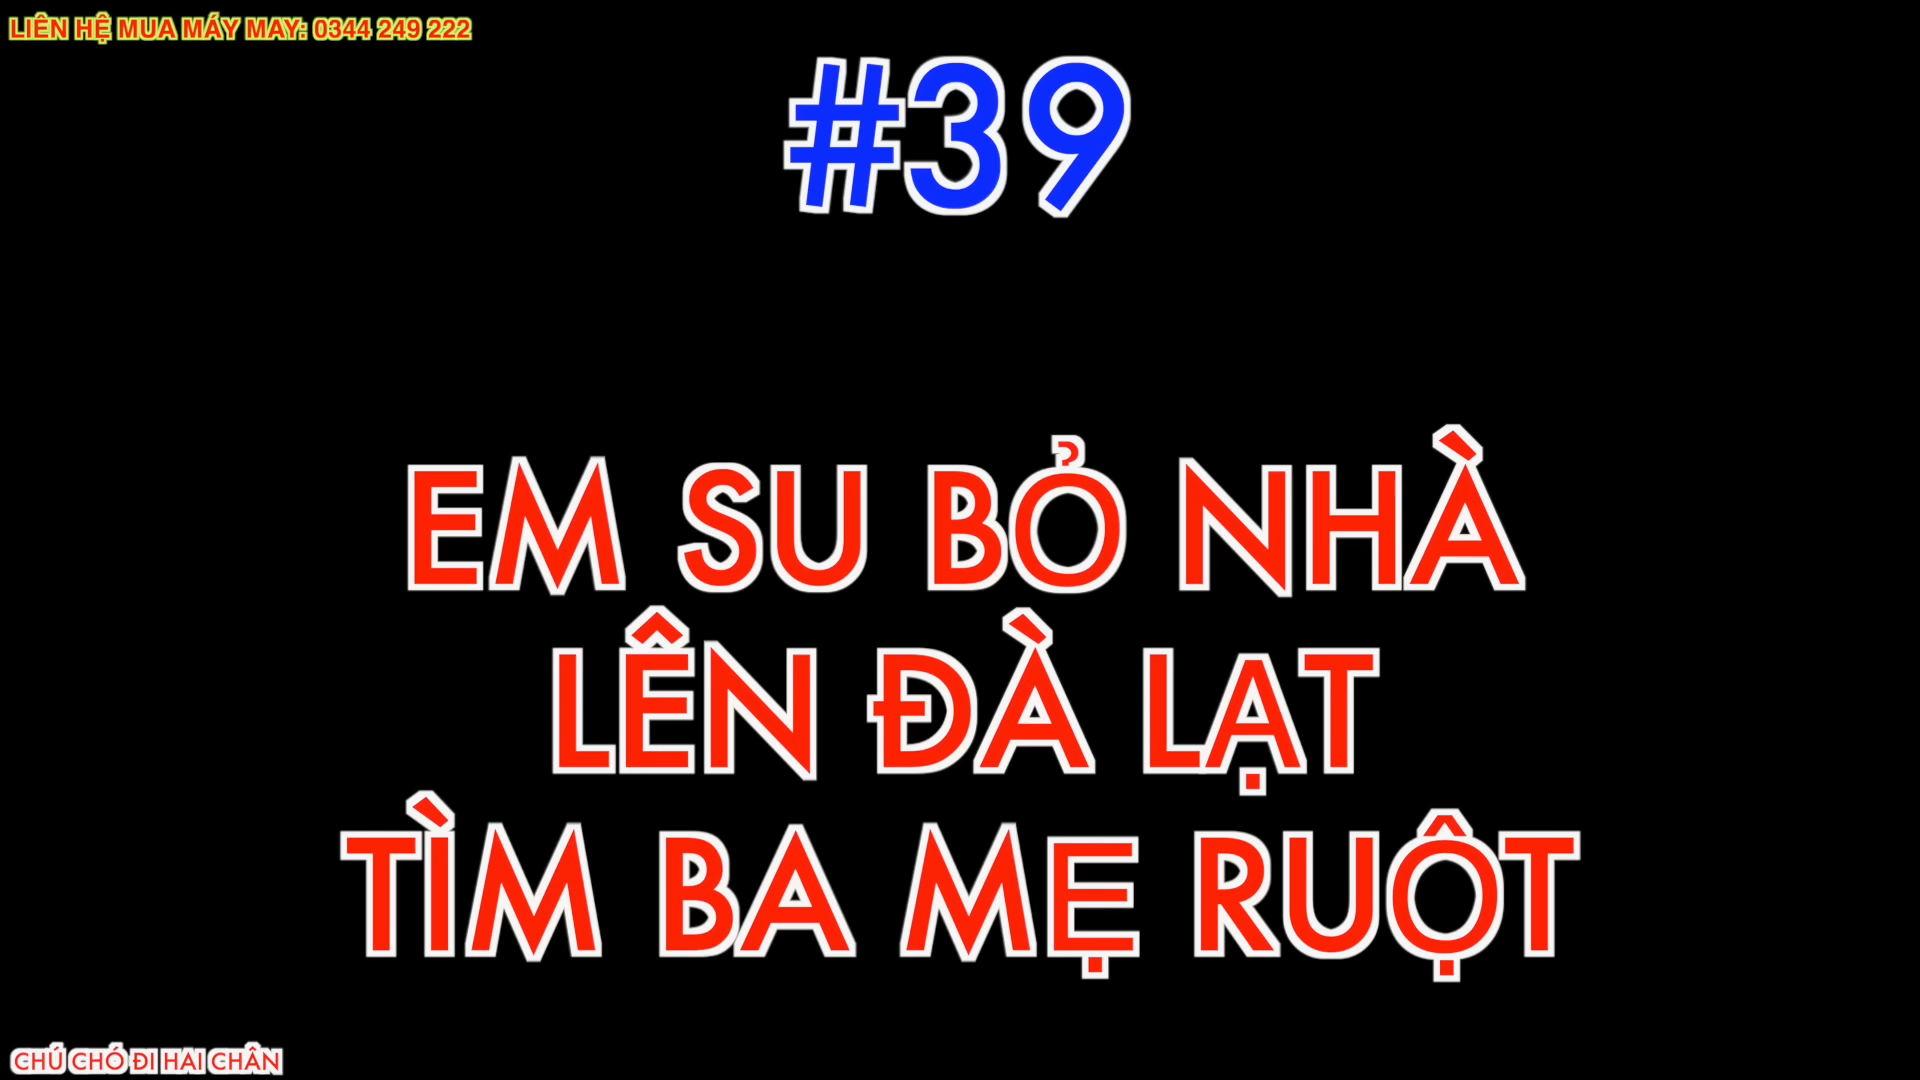 LIÊN HỆ MUA MÁY MAY: 0344 249 222
#39
EM SU BỎ NHÀ
LÊN ĐÀ LẠT
TÌM BA MẸ RUỘT
CHÚ CHÓ ĐI HAI CHÂN